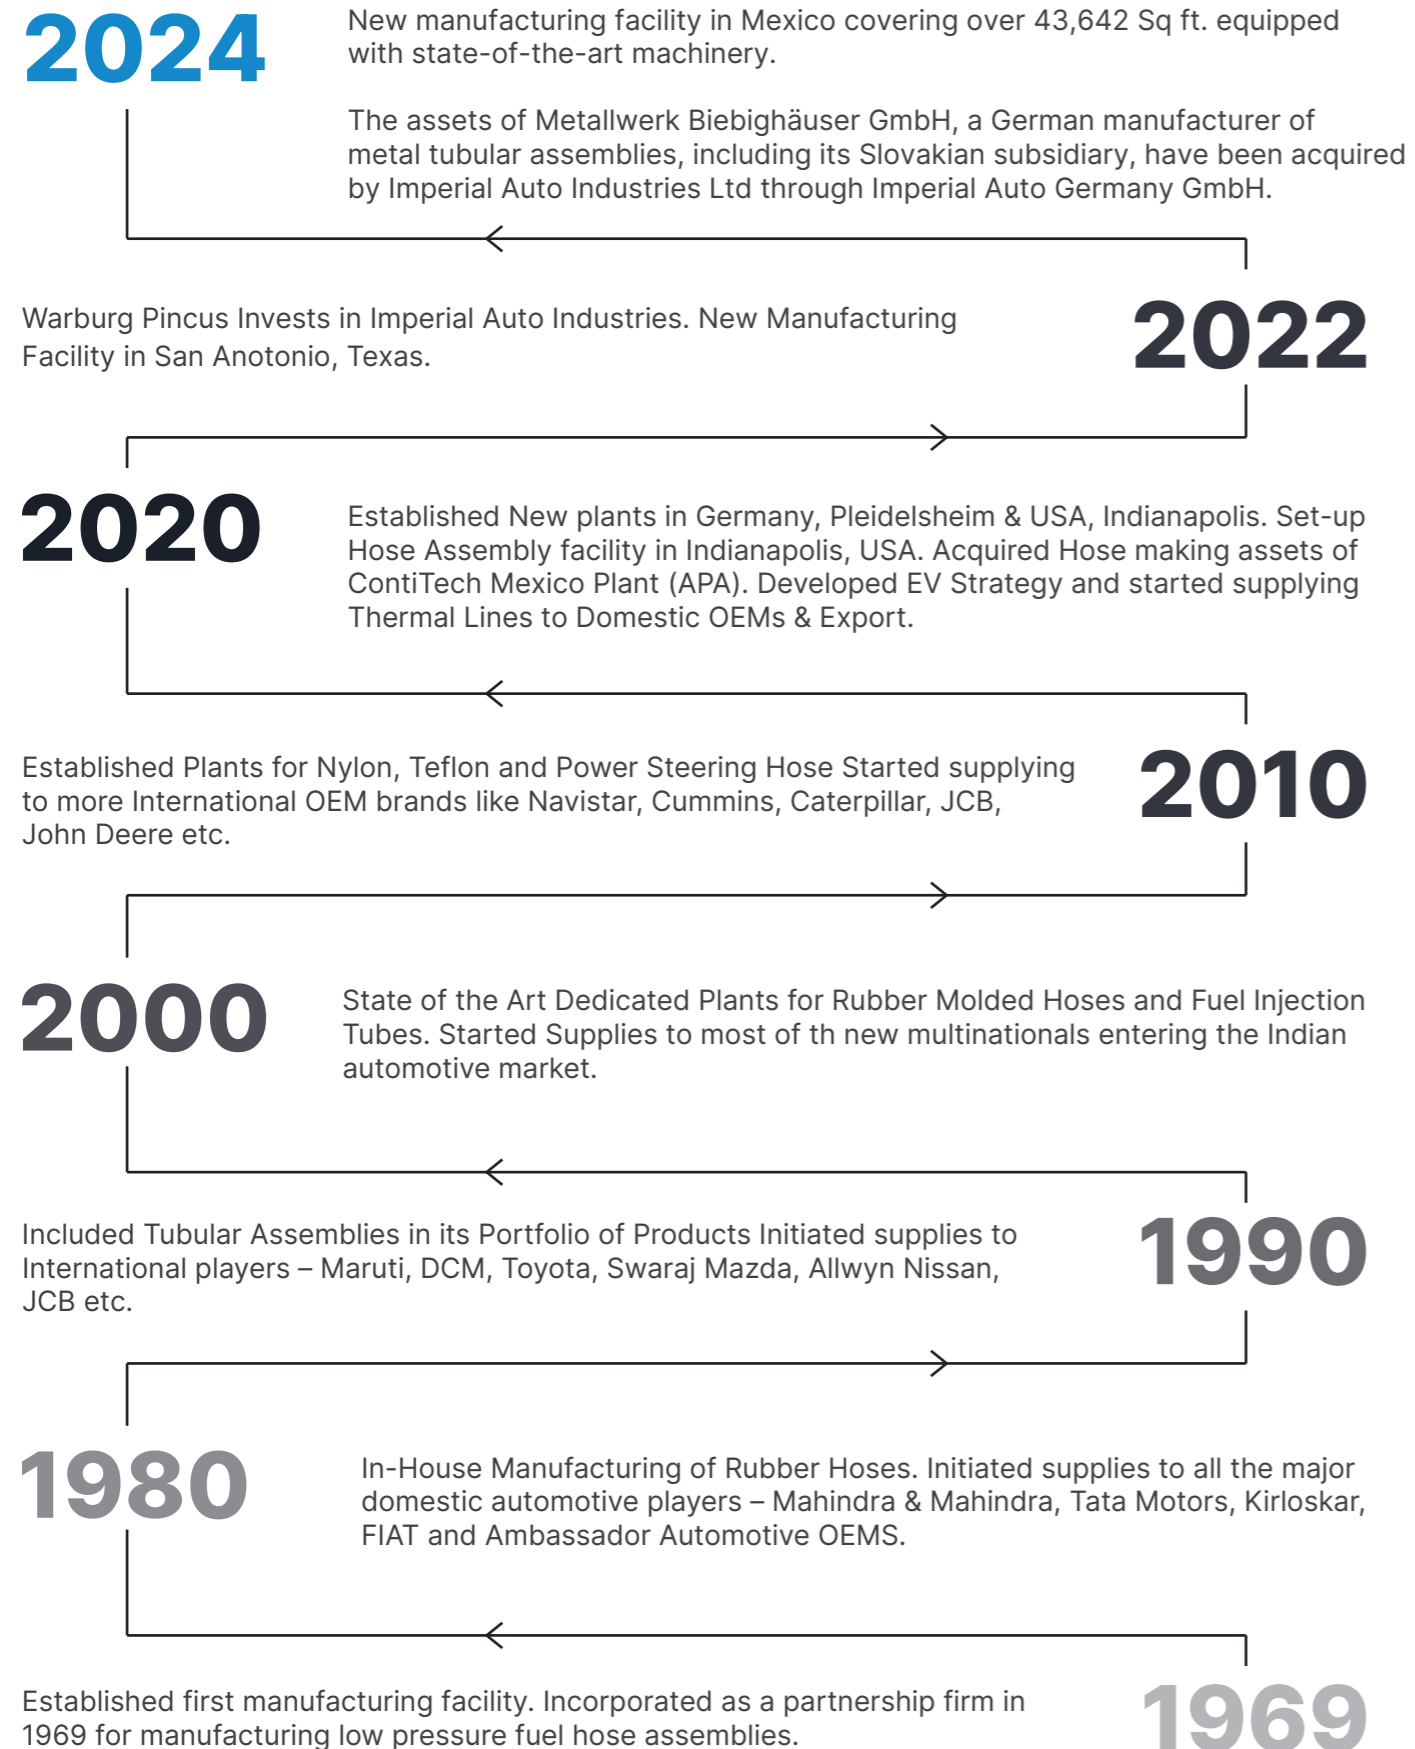 2024
New manufacturing facility in Mexico covering over 43,642 Sq ft. equipped
with state-of-the-art machinery.
The assets of Metallwerk Biebighäuser GmbH, a German manufacturer of
metal tubular assemblies, including its Slovakian subsidiary, have been acquired
by Imperial Auto Industries Ltd through Imperial Auto Germany GmbH.
Warburg Pincus Invests in Imperial Auto Industries. New Manufacturing
Facility in San Anotonio, Texas.
2022
2020
Established New plants in Germany, Pleidelsheim & USA, Indianapolis. Set-up
Hose Assembly facility in Indianapolis, USA. Acquired Hose making assets of
ContiTech Mexico Plant (APA). Developed EV Strategy and started supplying
Thermal Lines to Domestic OEMs & Export.
Established Plants for Nylon, Teflon and Power Steering Hose Started supplying
to more International OEM brands like Navistar, Cummins, Caterpillar, JCB,
John Deere etc.
2010
2000
State of the Art Dedicated Plants for Rubber Molded Hoses and Fuel Injection
Tubes. Started Supplies to most of th new multinationals entering the Indian
automotive market.
Included Tubular Assemblies in its Portfolio of Products Initiated supplies to
International players – Maruti, DCM, Toyota, Swaraj Mazda, Allwyn Nissan,
JCB etc.
1990
1980
In-House Manufacturing of Rubber Hoses. Initiated supplies to all the major
domestic automotive players – Mahindra & Mahindra, Tata Motors, Kirloskar,
FIAT and Ambassador Automotive OEMS.
Established first manufacturing facility. Incorporated as a partnership firm in
1969 for manufacturing low pressure fuel hose assemblies.
1969